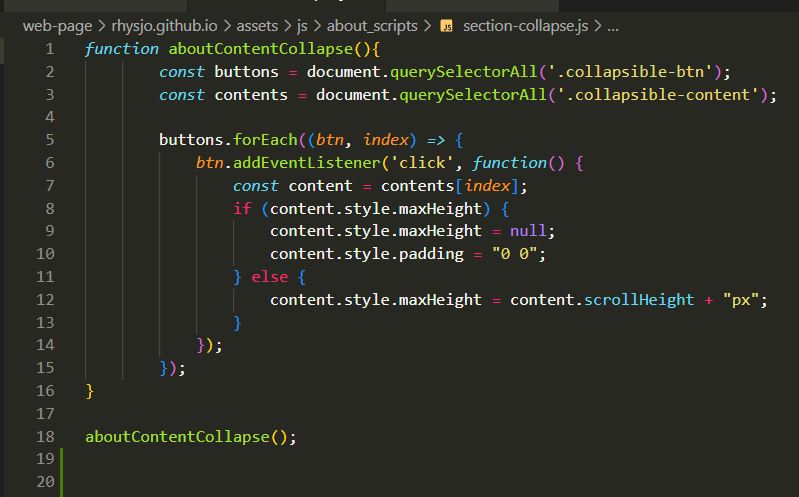 web-page > rhysjo.github.io > assets > js > about_scripts > JS section-collapse.js > ...
1 function aboutContentCollapse(){
2 const buttons = document.querySelectorAll('.collapsible-btn');
3 const contents = document.querySelectorAll('.collapsible-content');
4
5 buttons.forEach((btn, index) => {
6 btn.addEventListener('click', function() {
7 const content = contents[index];
8 if (content.style.maxHeight) {
9 content.style.maxHeight = null;
10 content.style.padding = "0 0";
11 } else {
12 content.style.maxHeight = content.scrollHeight + "px";
13 }
14 });
15 });
16 }
17
18 aboutContentCollapse();
19
20